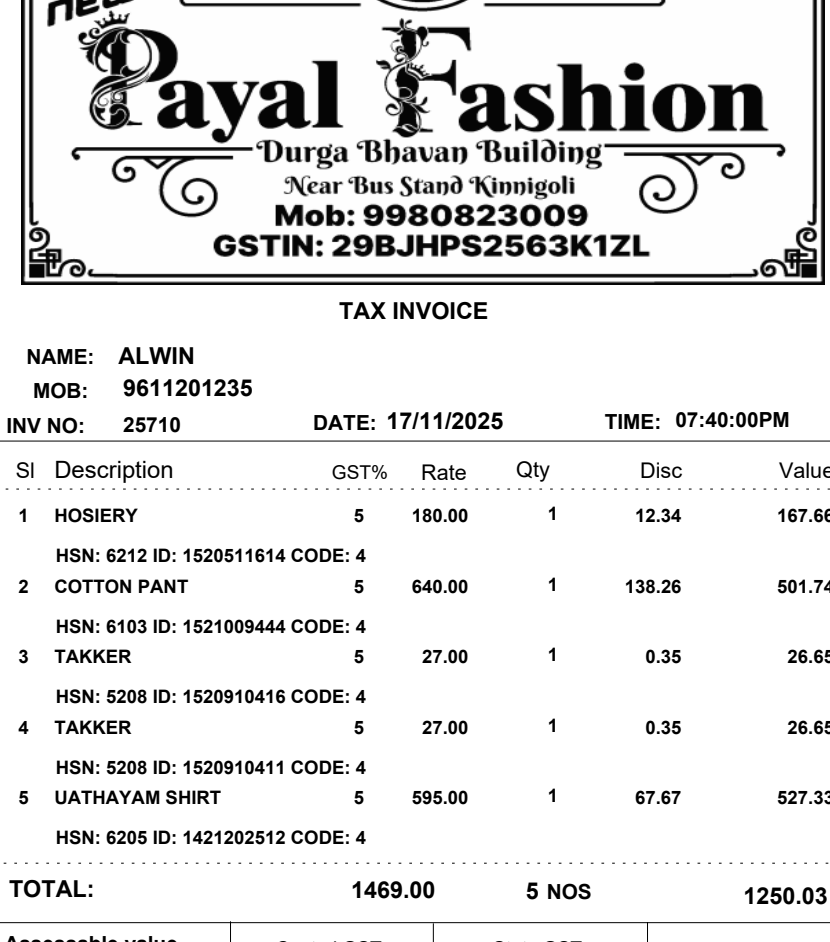 new
Payal Fashion
Durga Bhavan Building
Near Bus Stand Kinnigoli
Mob: 9980823009
GSTIN: 29BJHPS2563K1ZL
TAX INVOICE
NAME: ALWIN
MOB: 9611201235
INV NO: 25710 DATE: 17/11/2025 TIME: 07:40:00PM
Sl Description GST% Rate Qty Disc Value
1 HOSIERY 5 180.00 1 12.34 167.66
HSN: 6212 ID: 1520511614 CODE: 4
2 COTTON PANT 5 640.00 1 138.26 501.74
HSN: 6103 ID: 1521009444 CODE: 4
3 TAKKER 5 27.00 1 0.35 26.65
HSN: 5208 ID: 1520910416 CODE: 4
4 TAKKER 5 27.00 1 0.35 26.65
HSN: 5208 ID: 1520910411 CODE: 4
5 UATHAYAM SHIRT 5 595.00 1 67.67 527.33
HSN: 6205 ID: 1421202512 CODE: 4
TOTAL: 1469.00 5 NOS 1250.03